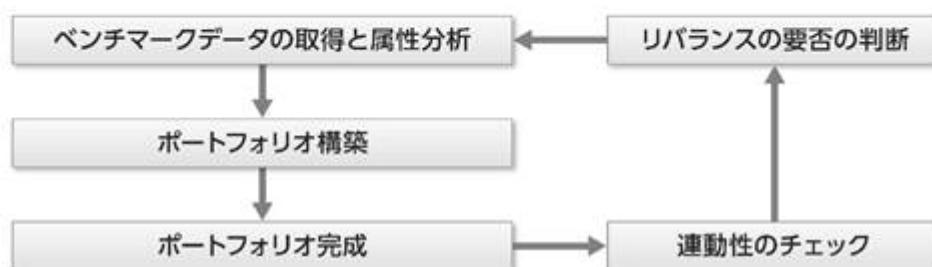 ベンチマークデータの取得と属性分析
リバランスの要否の判断
ポートフォリオ構築
ポートフォリオ完成
連動性のチェック